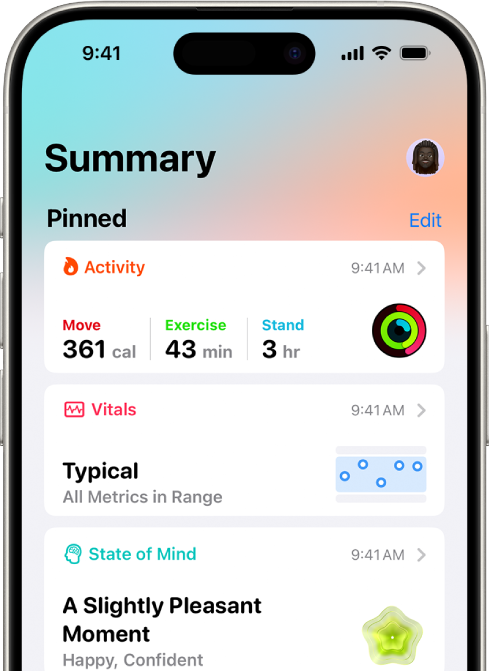 9:41
Summary
Pinned
Edit
Activity
9:41 AM
Move
Exercise
Stand
361 cal
43 min
3 hr
Vitals
9:41 AM
Typical
All Metrics in Range
State of Mind
9:41 AM
A Slightly Pleasant
Moment
Happy, Confident